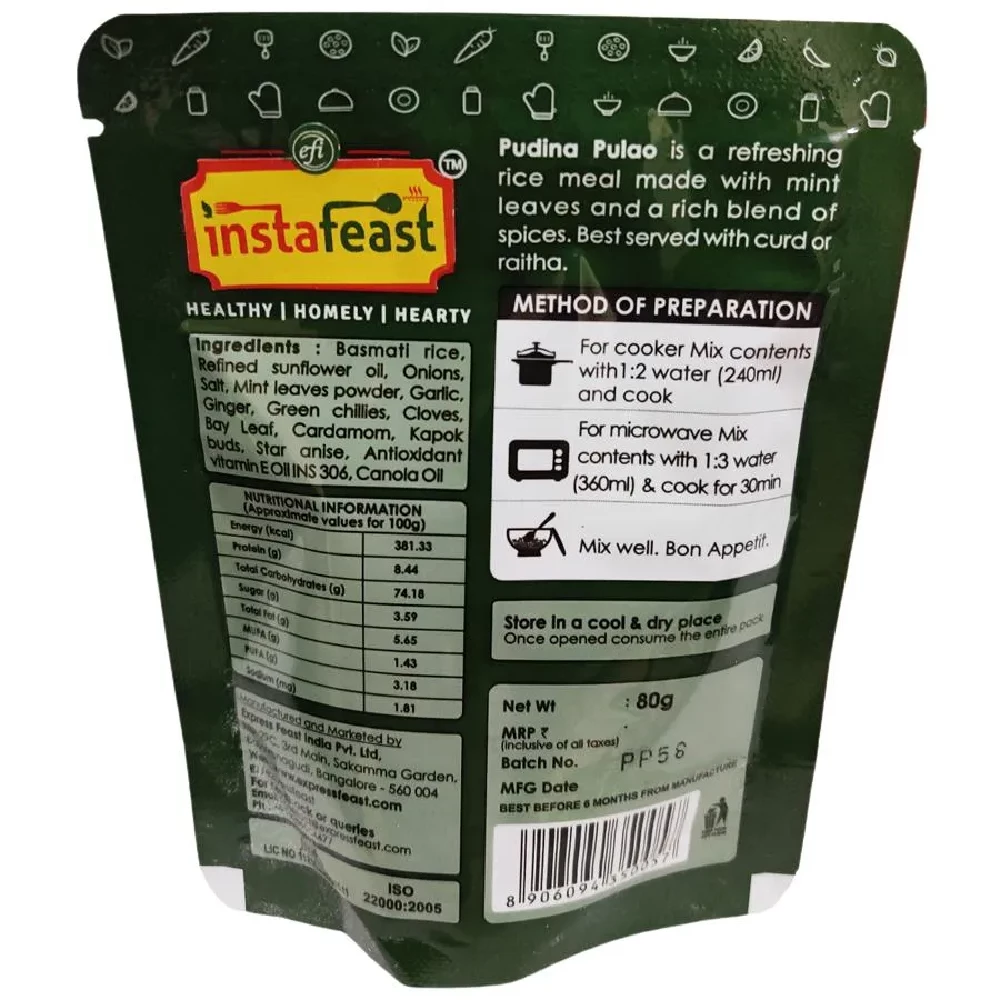 efi
instafeast
TM
HEALTHY | HOMELY | HEARTY
Ingredients : Basmati rice,
Refined sunflower oil, Onions,
Salt, Mint leaves powder, Garlic,
Ginger, Green chillies, Cloves,
Bay Leaf, Cardamom, Kapok
buds, Star anise, Antioxidant
vitamin E Oil INS 306, Canola Oil
NUTRITIONAL INFORMATION
(Approximate values for 100g)
Energy (kcal) 381.33
Protein (g) 8.44
Total Carbohydrates (g) 74.18
Sugar (g) 3.59
Total Fat (g) 5.65
MUFA (g) 1.43
PUFA (g) 3.18
Sodium (mg) 1.81
Manufactured and Marketed by
Express Feast India Pvt. Ltd,
3rd Main, Sakamma Garden,
Bangalore - 560 004
www.expressfeast.com
or queries
expressfeast.com
LIC NO
ISO
22000:2005
Pudina Pulao is a refreshing
rice meal made with mint
leaves and a rich blend of
spices. Best served with curd or
raitha.
METHOD OF PREPARATION
For cooker Mix contents
with1:2 water (240ml)
and cook
For microwave Mix
contents with 1:3 water
(360ml) & cook for 30min
Mix well. Bon Appetit.
Store in a cool & dry place
Once opened consume the entire pack
Net Wt : 80g
MRP ₹ :
(inclusive of all taxes)
Batch No. PP58
MFG Date
BEST BEFORE 6 MONTHS FROM MANUFACTURE